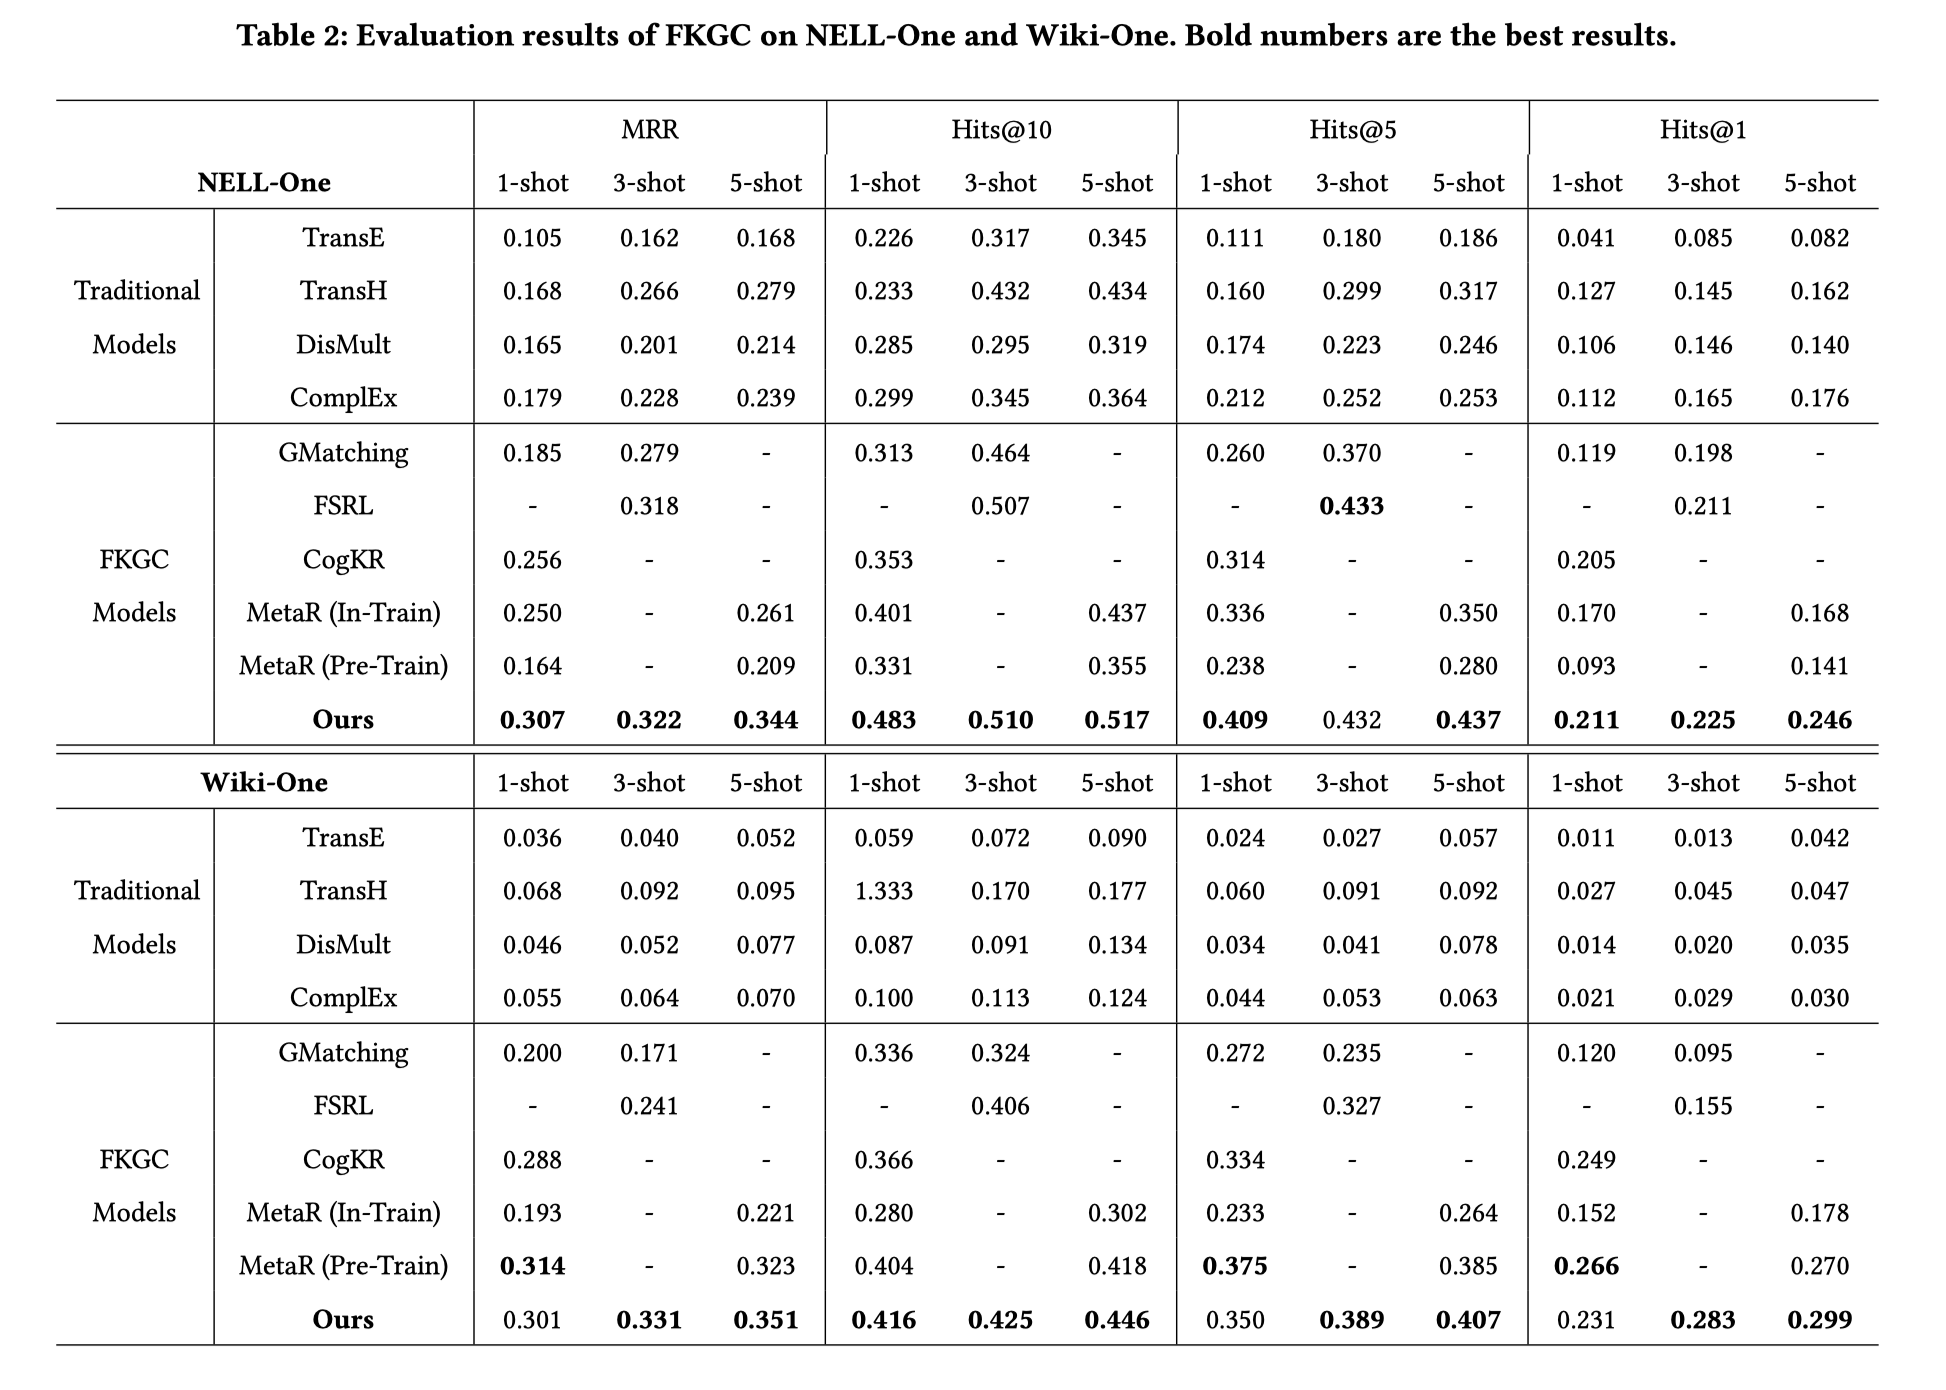 Table 2: Evaluation results of FKGC on NELL-One and Wiki-One. Bold numbers are the best results.
MRR Hits@10 Hits@5 Hits@1
NELL-One 1-shot 3-shot 5-shot 1-shot 3-shot 5-shot 1-shot 3-shot 5-shot 1-shot 3-shot 5-shot
TransE 0.105 0.162 0.168 0.226 0.317 0.345 0.111 0.180 0.186 0.041 0.085 0.082
Traditional TransH 0.168 0.266 0.279 0.233 0.432 0.434 0.160 0.299 0.317 0.127 0.145 0.162
Models DisMult 0.165 0.201 0.214 0.285 0.295 0.319 0.174 0.223 0.246 0.106 0.146 0.140
ComplEx 0.179 0.228 0.239 0.299 0.345 0.364 0.212 0.252 0.253 0.112 0.165 0.176
GMatching 0.185 0.279 - 0.313 0.464 - 0.260 0.370 - 0.119 0.198 -
FSRL - 0.318 - - 0.507 - - 0.433 - - 0.211 -
FKGC CogKR 0.256 - - 0.353 - - 0.314 - - 0.205 - -
Models MetaR (In-Train) 0.250 - 0.261 0.401 - 0.437 0.336 - 0.350 0.170 - 0.168
MetaR (Pre-Train) 0.164 - 0.209 0.331 - 0.355 0.238 - 0.280 0.093 - 0.141
Ours 0.307 0.322 0.344 0.483 0.510 0.517 0.409 0.432 0.437 0.211 0.225 0.246
Wiki-One 1-shot 3-shot 5-shot 1-shot 3-shot 5-shot 1-shot 3-shot 5-shot 1-shot 3-shot 5-shot
TransE 0.036 0.040 0.052 0.059 0.072 0.090 0.024 0.027 0.057 0.011 0.013 0.042
Traditional TransH 0.068 0.092 0.095 1.333 0.170 0.177 0.060 0.091 0.092 0.027 0.045 0.047
Models DisMult 0.046 0.052 0.077 0.087 0.091 0.134 0.034 0.041 0.078 0.014 0.020 0.035
ComplEx 0.055 0.064 0.070 0.100 0.113 0.124 0.044 0.053 0.063 0.021 0.029 0.030
GMatching 0.200 0.171 - 0.336 0.324 - 0.272 0.235 - 0.120 0.095 -
FSRL - 0.241 - - 0.406 - - 0.327 - - 0.155 -
FKGC CogKR 0.288 - - 0.366 - - 0.334 - - 0.249 - -
Models MetaR (In-Train) 0.193 - 0.221 0.280 - 0.302 0.233 - 0.264 0.152 - 0.178
MetaR (Pre-Train) 0.314 - 0.323 0.404 - 0.418 0.375 - 0.385 0.266 - 0.270
Ours 0.301 0.331 0.351 0.416 0.425 0.446 0.350 0.389 0.407 0.231 0.283 0.299